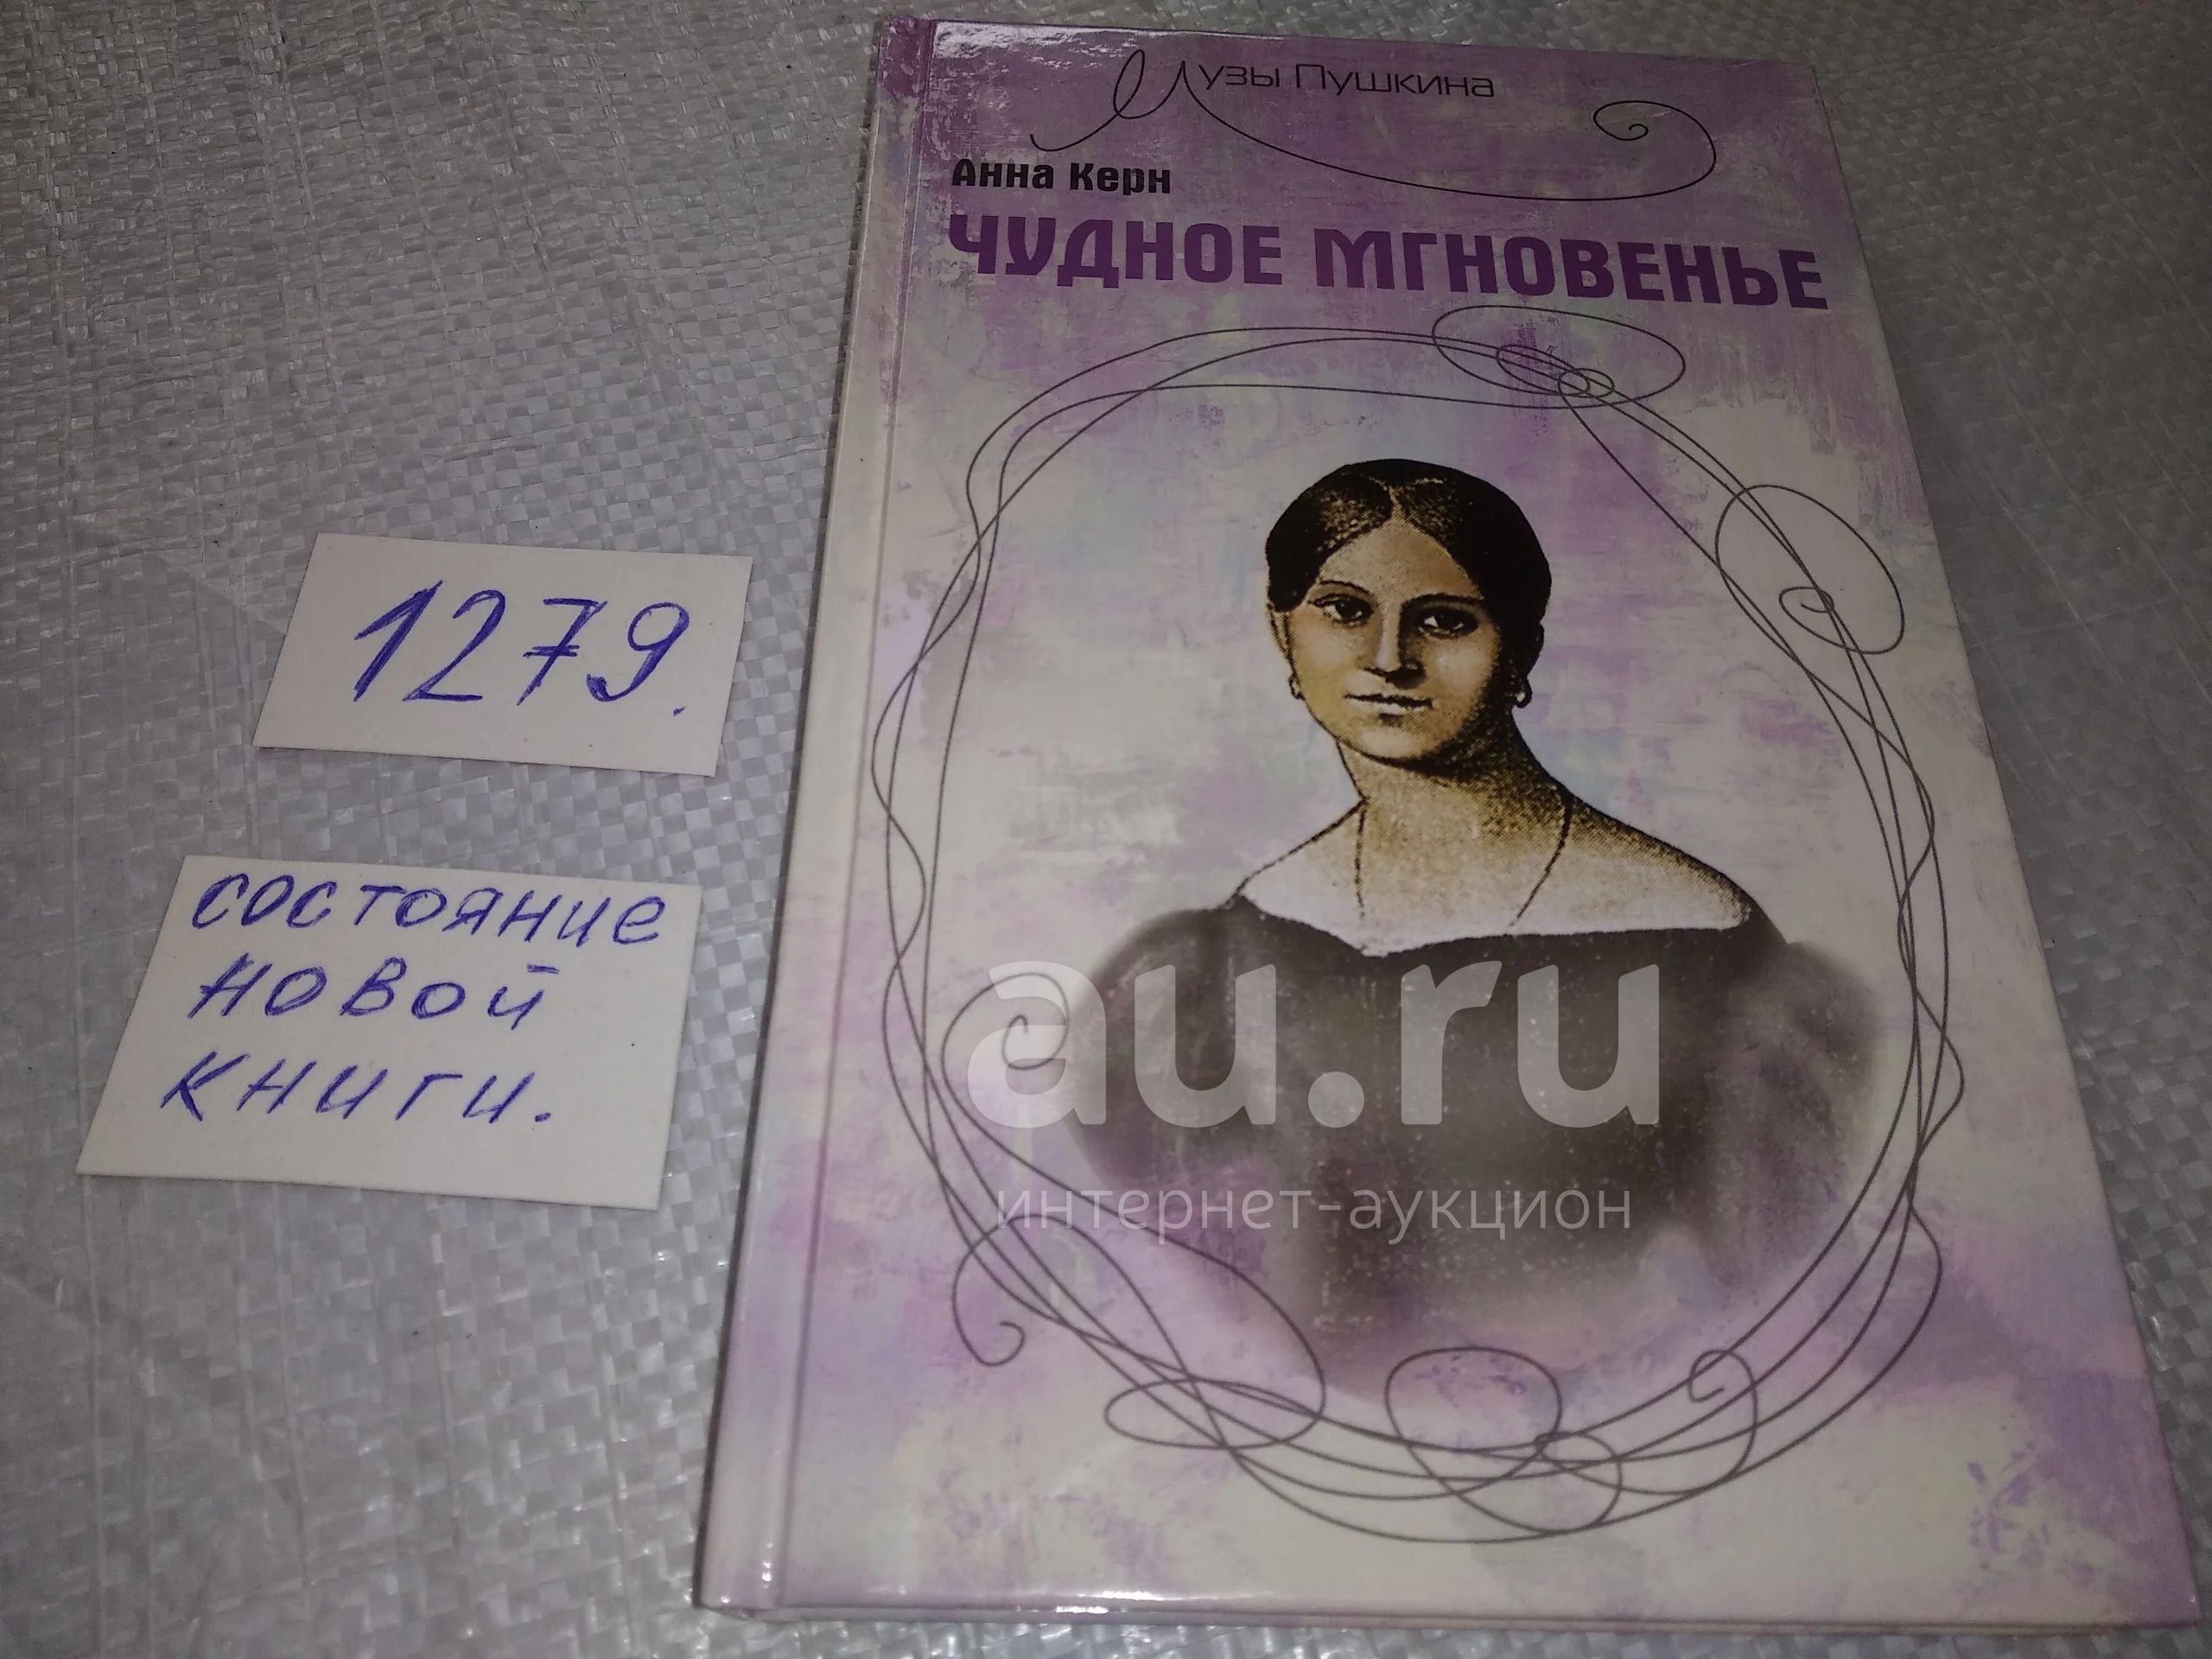 Музы Пушкина
Анна Керн
ЧУДНОЕ МГНОВЕНЬЕ
1279.
состояние
новой
книги.
au.ru
интернет-аукцион